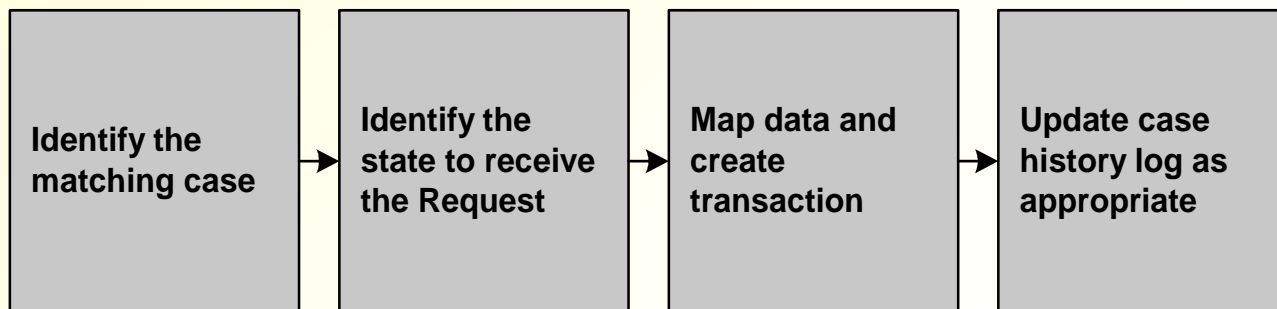 Identify the
matching case
Identify the
state to receive
the Request
Map data and
create
transaction
Update case
history log as
appropriate